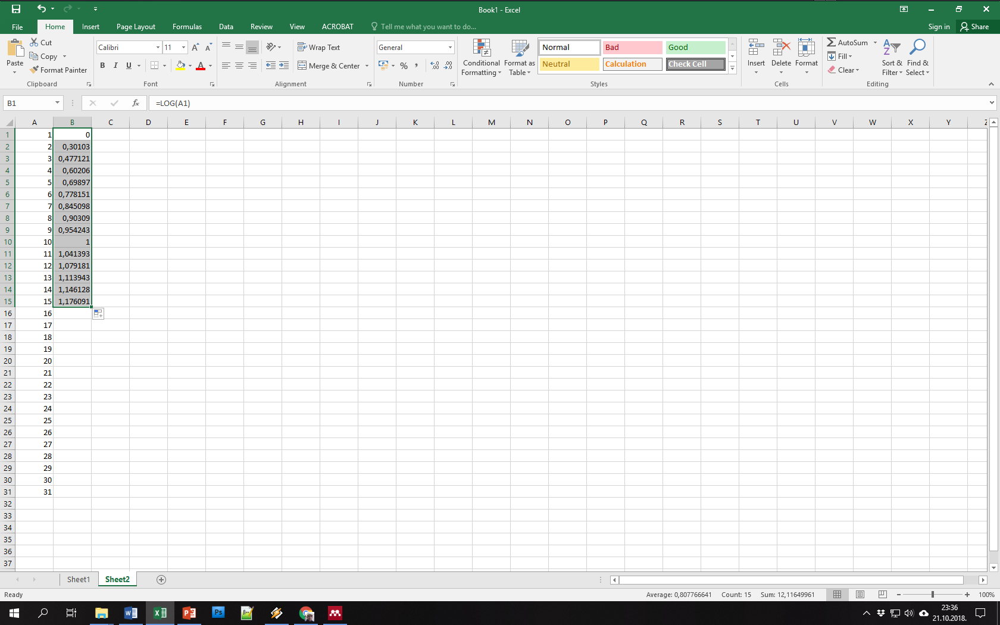 Book1 - Excel
File Home Insert Page Layout Formulas Data Review View ACROBAT Tell me what you want to do... Sign in Share
Paste
Cut
Copy
Format Painter
Clipboard
Calibri 11
B I U A
Font
Wrap Text
Merge & Center
Alignment
General
%
Number
Conditional Formatting
Format as Table
Normal Bad Good
Neutral Calculation Check Cell
Styles
Insert Delete Format
Cells
AutoSum
Fill
Clear
Sort & Filter
Find & Select
Editing
B1 fx =LOG(A1)
A B C D E F G H I J K L M N O P Q R S T U V W X Y Z
1 1 0
2 2 0,30103
3 3 0,477121
4 4 0,60206
5 5 0,69897
6 6 0,778151
7 7 0,845098
8 8 0,90309
9 9 0,954243
10 10 1
11 11 1,041393
12 12 1,079181
13 13 1,113943
14 14 1,146128
15 15 1,176091
16 16
17 17
18 18
19 19
20 20
21 21
22 22
23 23
24 24
25 25
26 26
27 27
28 28
29 29
30 30
31 31
32
33
34
35
36
37
Sheet1 Sheet2
Ready Average: 0,807766641 Count: 15 Sum: 12,11649961 100%
23:36
21.10.2018.